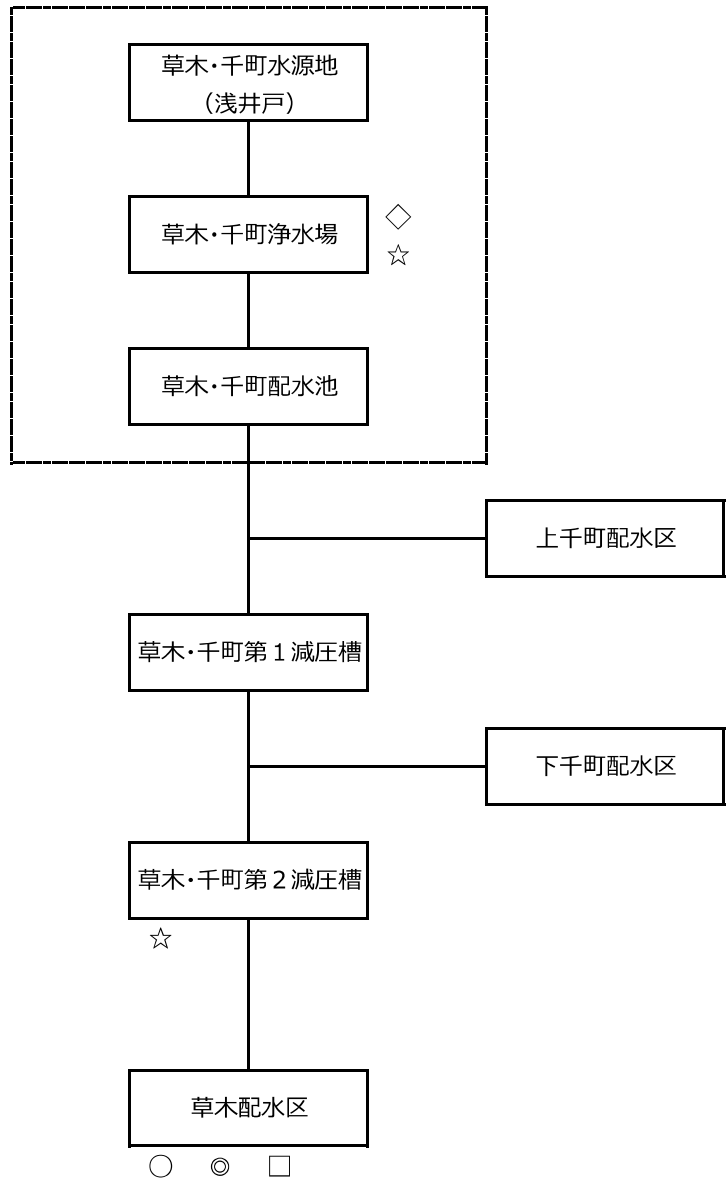 草木・千町水源地
（浅井戸）
草木・千町浄水場
◇
☆
草木・千町配水池
上千町配水区
草木・千町第１減圧槽
下千町配水区
草木・千町第２減圧槽
☆
草木配水区
○ ◎ □